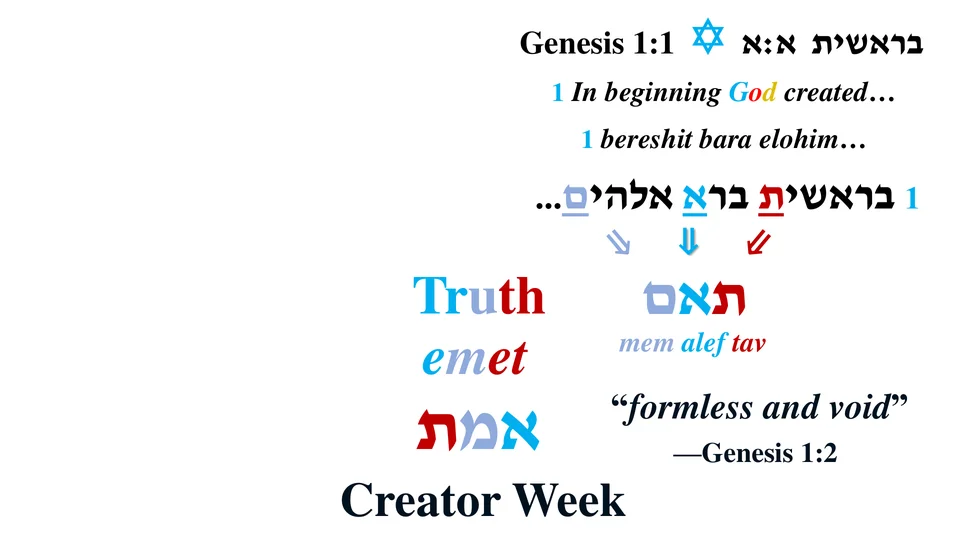 Genesis 1:1 ✡ בראשית א:א
1 In beginning God created…
1 bereshit bara elohim…
1 בראשית ברא אלהים...
⇘ ⇓ ⇙
Truth
תאם
emet
mem alef tav
“formless and void”
אמת
—Genesis 1:2
Creator Week